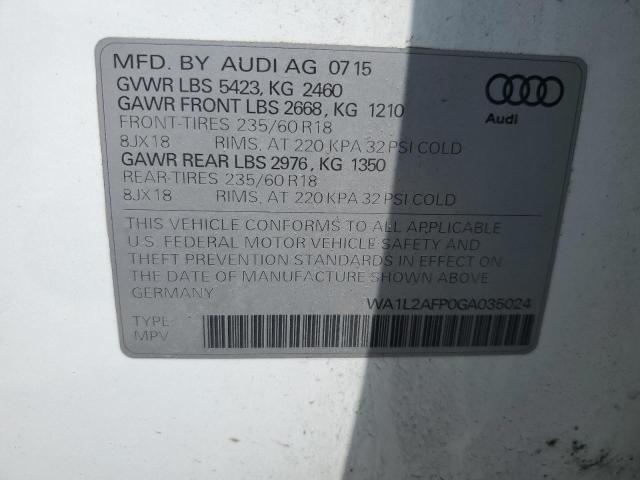 MFD. BY AUDI AG 07 15
GVWR LBS 5423, KG 2460
GAWR FRONT LBS 2668, KG 1210
FRONT-TIRES 235/60 R18
8JX18 RIMS, AT 220 KPA 32 PSI COLD
GAWR REAR LBS 2976, KG 1350
REAR-TIRES 235/60 R18
8JX18 RIMS, AT 220 KPA 32 PSI COLD
Audi
THIS VEHICLE CONFORMS TO ALL APPLICABLE
U.S. FEDERAL MOTOR VEHICLE SAFETY AND
THEFT PREVENTION STANDARDS IN EFFECT ON
THE DATE OF MANUFACTURE SHOWN ABOVE
GERMANY
WA1L2AFP0GA035024
TYPE:
MPV